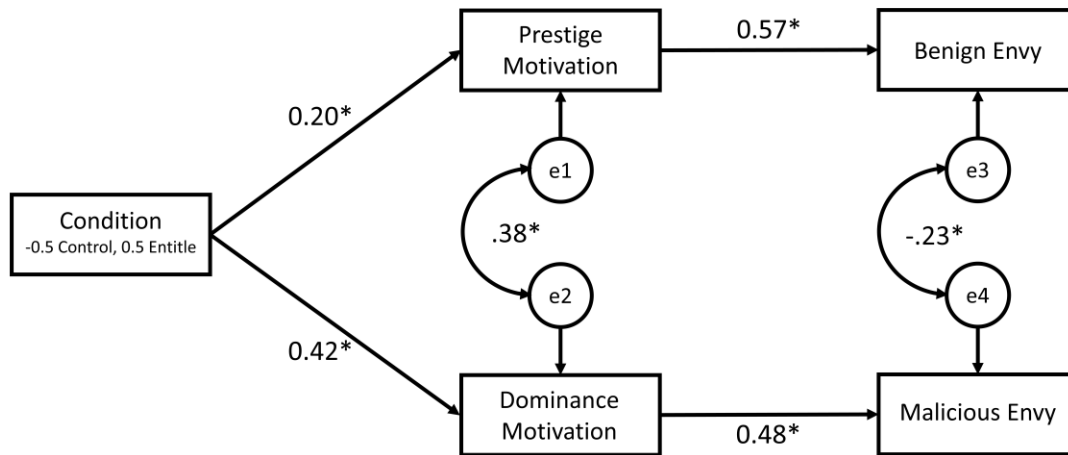 Prestige
Motivation
0.57*
Benign Envy
0.20*
e1
e3
Condition
-0.5 Control, 0.5 Entitle
.38*
-.23*
e2
e4
0.42*
Dominance
Motivation
0.48*
Malicious Envy